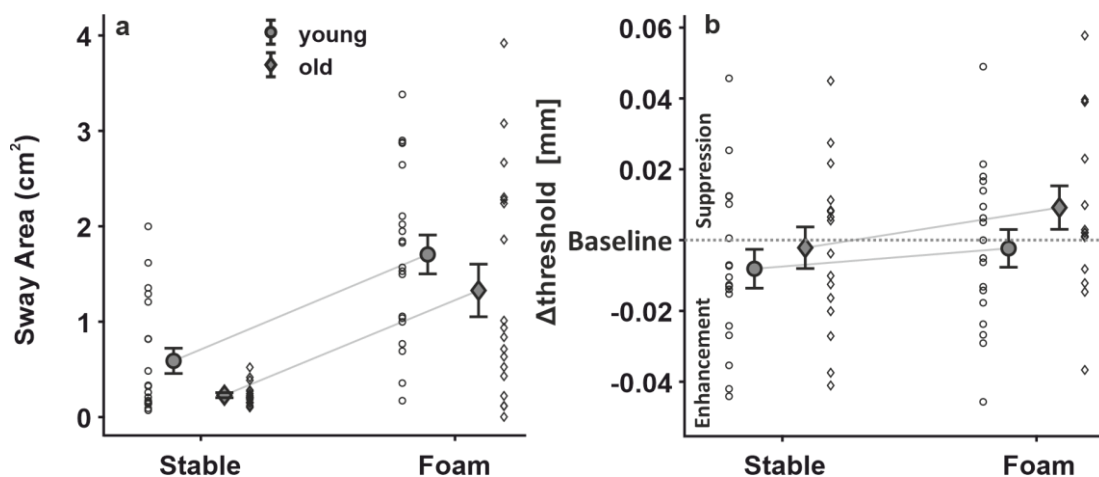 a
young
old
Sway Area (cm²)
4
3
2
1
0
Stable
Foam
b
Δthreshold [mm]
0.06
0.04
0.02
Baseline
-0.02
-0.04
Suppression
Enhancement
Stable
Foam